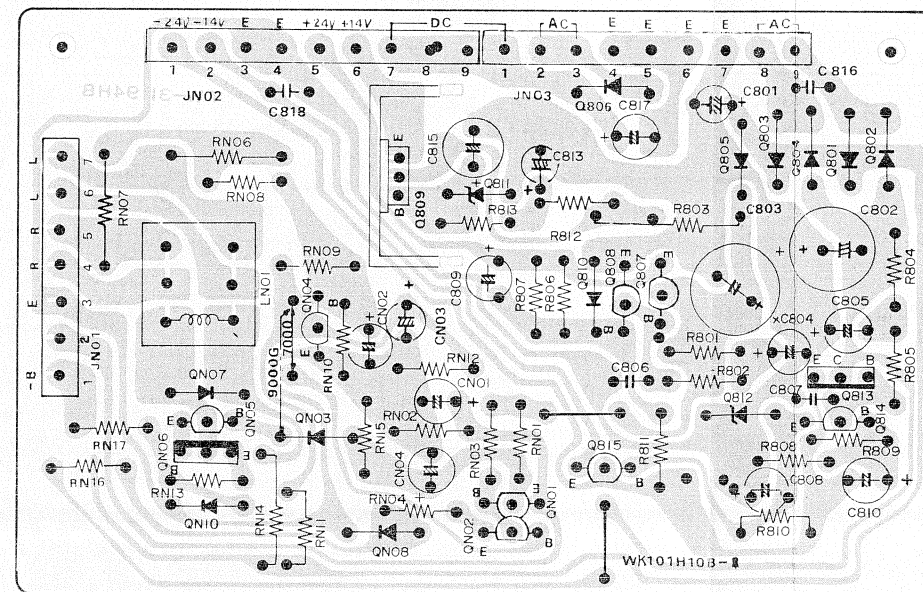 -24V -14V E E +24V +14V DC AC E E E E AC
1 2 3 4 5 6 7 8 9 1 2 3 4 5 6 7 8 9
JN02 JN03
C818 Q806 C817 C801 C816
Q805 Q803 Q804 Q801 Q802
RN06 RN08 RN07
C815 Q811 C813
E B Q809
R813 R812 R803 C803 C802
L L R R E -B
7 6 5 4 3 2 1
JN01
LN01
RN09 C809 R807 R806 Q810 Q808 Q807 E E
R804 C805
QN04 CN02 CN03 B E RN10
9000G 7000
B B R801 xC804
RN12 CN01 C806 R802 R805
E C B
C807 Q813
QN07 QN05 E B
Q812 E B Q814
RN17 QN06 E B QN03 RN15 RN02
RN03 RN01 Q815 E B R811 R808 R809
RN16 RN13 CN04
QN10 RN14 RN11 RN04 QN08
E B QN01 QN02 E B
C808 C810 R810
WK101H10B-1